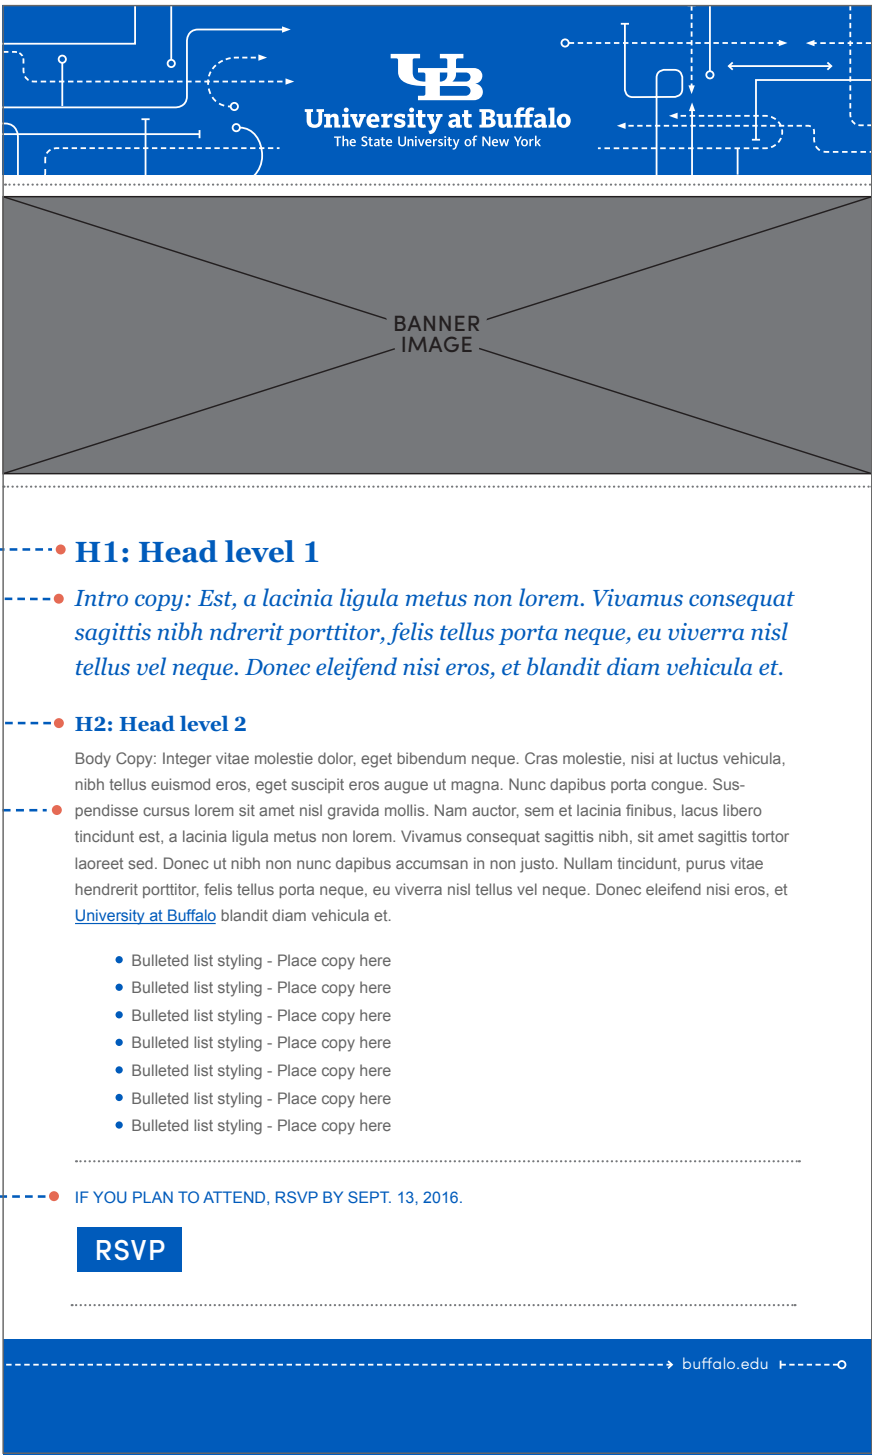 UB
University at Buffalo
The State University of New York
BANNER
IMAGE
H1: Head level 1
Intro copy: Est, a lacinia ligula metus non lorem. Vivamus consequat
sagittis nibh ndrerit porttitor, felis tellus porta neque, eu viverra nisl
tellus vel neque. Donec eleifend nisi eros, et blandit diam vehicula et.
H2: Head level 2
Body Copy: Integer vitae molestie dolor, eget bibendum neque. Cras molestie, nisi at luctus vehicula,
nibh tellus euismod eros, eget suscipit eros augue ut magna. Nunc dapibus porta congue. Sus-
pendisse cursus lorem sit amet nisl gravida mollis. Nam auctor, sem et lacinia finibus, lacus libero
tincidunt est, a lacinia ligula metus non lorem. Vivamus consequat sagittis nibh, sit amet sagittis tortor
laoreet sed. Donec ut nibh non nunc dapibus accumsan in non justo. Nullam tincidunt, purus vitae
hendrerit porttitor, felis tellus porta neque, eu viverra nisl tellus vel neque. Donec eleifend nisi eros, et
University at Buffalo blandit diam vehicula et.
• Bulleted list styling - Place copy here
• Bulleted list styling - Place copy here
• Bulleted list styling - Place copy here
• Bulleted list styling - Place copy here
• Bulleted list styling - Place copy here
• Bulleted list styling - Place copy here
• Bulleted list styling - Place copy here
IF YOU PLAN TO ATTEND, RSVP BY SEPT. 13, 2016.
RSVP
buffalo.edu